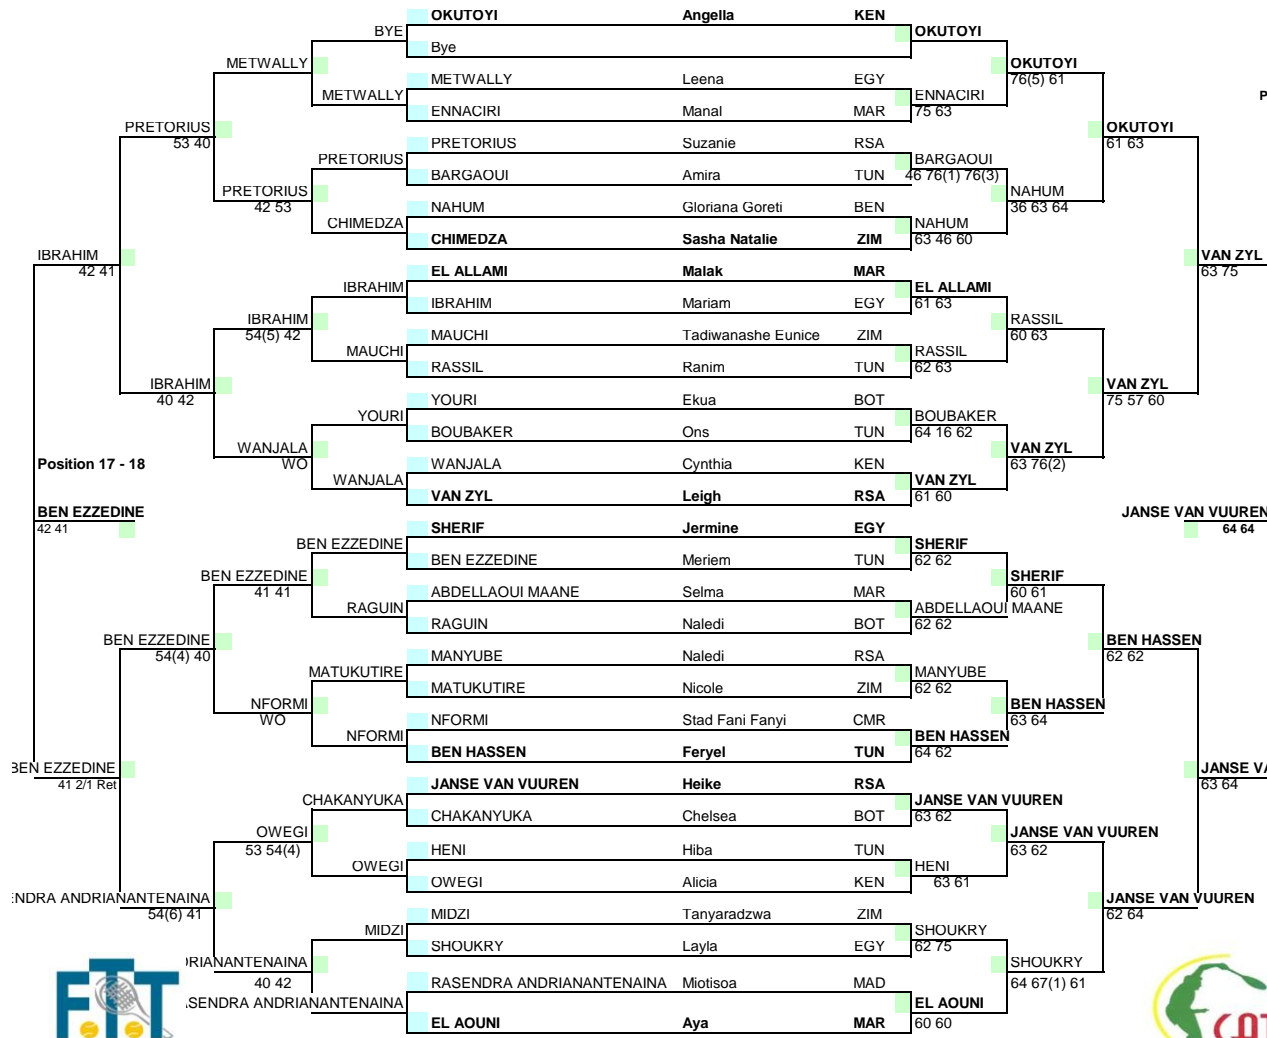 OKUTOYI Angella KEN
BYE
OKUTOYI
Bye
METWALLY
OKUTOYI
METWALLY Leena EGY
76(5) 61
METWALLY
ENNACIRI
P
ENNACIRI Manal MAR
75 63
PRETORIUS
OKUTOYI
53 40
PRETORIUS Suzanie RSA
61 63
PRETORIUS
BARGAOUI
BARGAOUI Amira TUN
46 76(1) 76(3)
PRETORIUS
NAHUM
42 53
NAHUM Gloriana Goreti BEN
36 63 64
CHIMEDZA
NAHUM
CHIMEDZA Sasha Natalie ZIM
63 46 60
IBRAHIM
VAN ZYL
42 41
EL ALLAMI Malak MAR
63 75
IBRAHIM
EL ALLAMI
IBRAHIM Mariam EGY
61 63
IBRAHIM
RASSIL
54(5) 42
MAUCHI Tadiwanashe Eunice ZIM
60 63
MAUCHI
RASSIL
RASSIL Ranim TUN
62 63
IBRAHIM
VAN ZYL
40 42
YOURI Ekua BOT
75 57 60
YOURI
BOUBAKER
BOUBAKER Ons TUN
64 16 62
WANJALA
VAN ZYL
Position 17 - 18
WO
WANJALA Cynthia KEN
63 76(2)
WANJALA
VAN ZYL
VAN ZYL Leigh RSA
61 60
BEN EZZEDINE
JANSE VAN VUUREN
42 41
SHERIF Jermine EGY
64 64
BEN EZZEDINE
SHERIF
BEN EZZEDINE Meriem TUN
62 62
BEN EZZEDINE
SHERIF
41 41
ABDELLAOUI MAANE Selma MAR
60 61
RAGUIN
ABDELLAOUI MAANE
RAGUIN Naledi BOT
62 62
BEN EZZEDINE
BEN HASSEN
54(4) 40
MANYUBE Naledi RSA
62 62
MATUKUTIRE
MANYUBE
MATUKUTIRE Nicole ZIM
62 62
NFORMI
BEN HASSEN
WO
NFORMI Stad Fani Fanyi CMR
63 64
NFORMI
BEN HASSEN
BEN HASSEN Feryel TUN
64 62
BEN EZZEDINE
JANSE VA
41 2/1 Ret
JANSE VAN VUUREN Heike RSA
63 64
CHAKANYUKA
JANSE VAN VUUREN
CHAKANYUKA Chelsea BOT
63 62
OWEGI
JANSE VAN VUUREN
53 54(4)
HENI Hiba TUN
63 62
OWEGI
HENI
OWEGI Alicia KEN
63 61
ENDRA ANDRIANANTENAINA
JANSE VAN VUUREN
54(6) 41
MIDZI Tanyaradzwa ZIM
62 64
MIDZI
SHOUKRY
SHOUKRY Layla EGY
62 75
RIANANTENAINA
SHOUKRY
40 42
RASENDRA ANDRIANANTENAINA Miotisoa MAD
64 67(1) 61
SENDRA ANDRIANANTENAINA
EL AOUNI
EL AOUNI Aya MAR
60 60
FTT
CAT